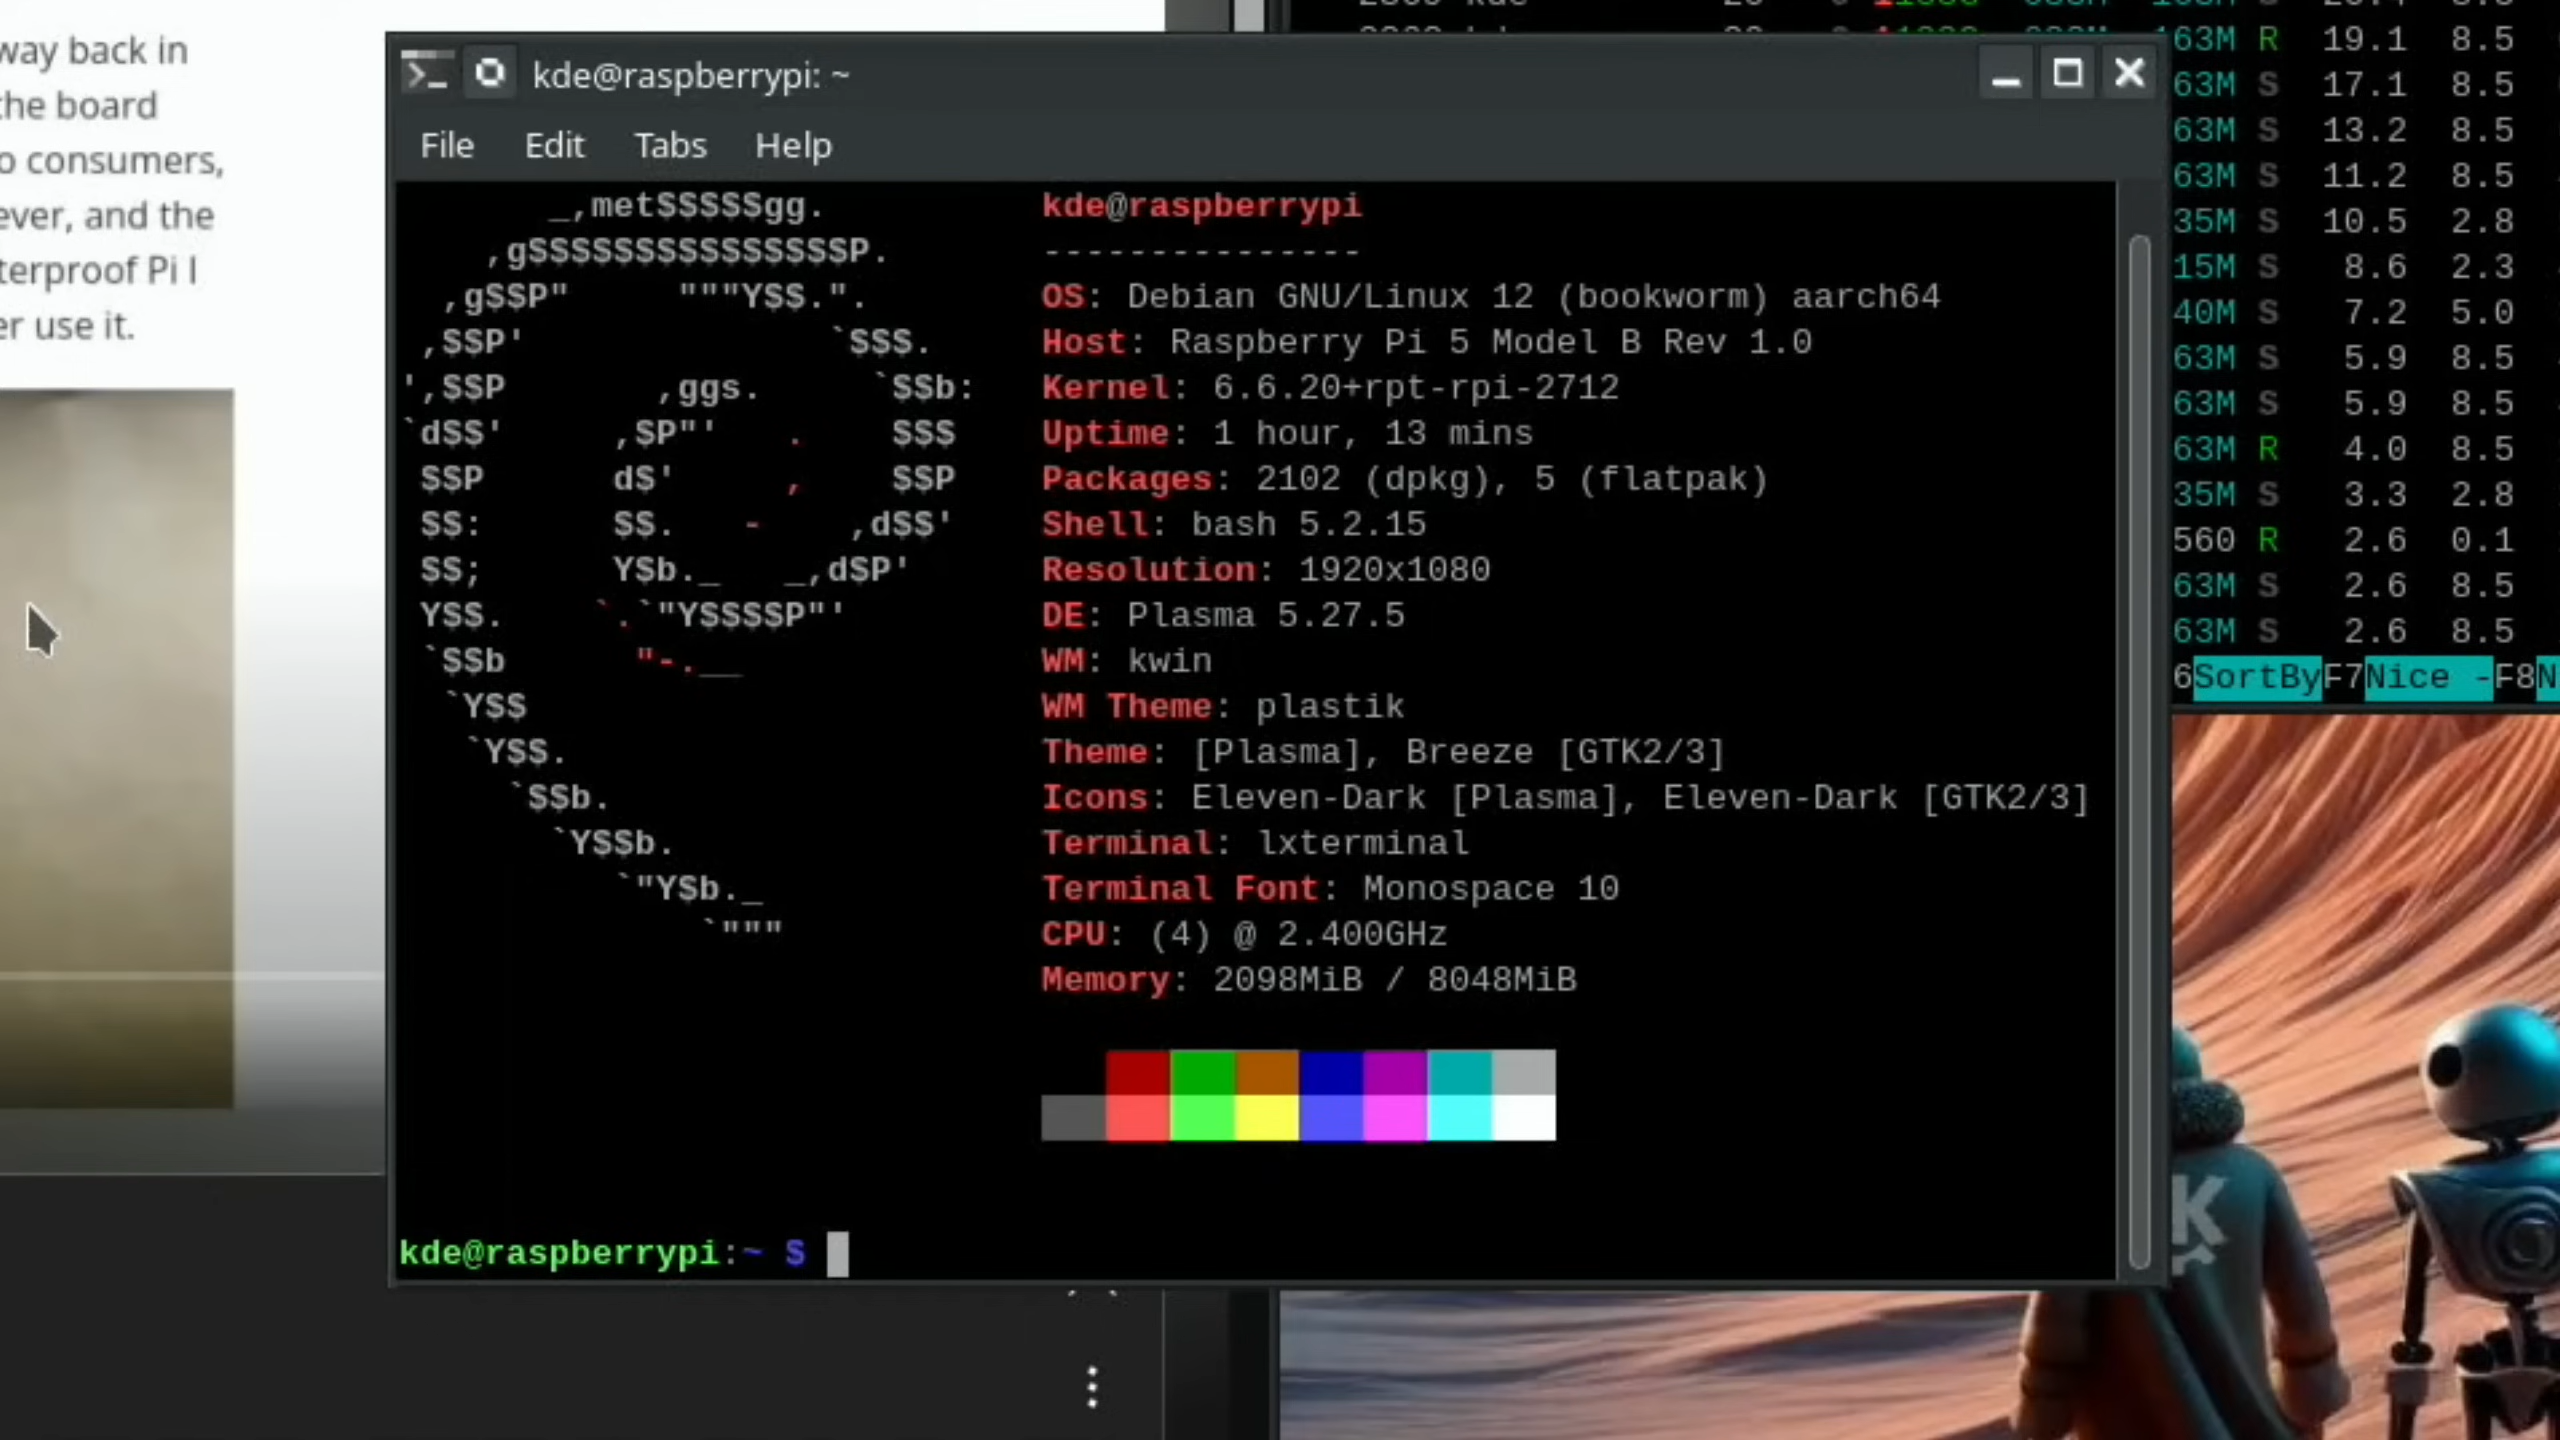 way back in
the board
o consumers,
ever, and the
terproof Pi I
er use it.
kde@raspberrypi: ~
File Edit Tabs Help
_,met$$$$$gg.
,g$$$$$$$$$$$$$$$P.
,g$$P"     """Y$$.".
,$$P'              `$$$.
',$$P       ,ggs.     `$$b:
`d$$'     ,$P"'   .    $$$
$$P      d$'     ,    $$P
$$:      $$.   -    ,d$$'
$$;      Y$b._   _,d$P'
Y$$.    `.`"Y$$$$P"'
`$$b      "-.__
`Y$$
`Y$$.
`$$b.
`Y$$b.
`"Y$b._
`"""
kde@raspberrypi
---------------
OS: Debian GNU/Linux 12 (bookworm) aarch64
Host: Raspberry Pi 5 Model B Rev 1.0
Kernel: 6.6.20+rpt-rpi-2712
Uptime: 1 hour, 13 mins
Packages: 2102 (dpkg), 5 (flatpak)
Shell: bash 5.2.15
Resolution: 1920x1080
DE: Plasma 5.27.5
WM: kwin
WM Theme: plastik
Theme: [Plasma], Breeze [GTK2/3]
Icons: Eleven-Dark [Plasma], Eleven-Dark [GTK2/3]
Terminal: lxterminal
Terminal Font: Monospace 10
CPU: (4) @ 2.400GHz
Memory: 2098MiB / 8048MiB
kde@raspberrypi:~ $
63M R 19.1 8.5
63M S 17.1 8.5
63M S 13.2 8.5
63M S 11.2 8.5
35M S 10.5 2.8
15M S 8.6 2.3
40M S 7.2 5.0
63M S 5.9 8.5
63M S 5.9 8.5
63M R 4.0 8.5
35M S 3.3 2.8
560 R 2.6 0.1
63M S 2.6 8.5
63M S 2.6 8.5
6SortByF7Nice -F8N
K